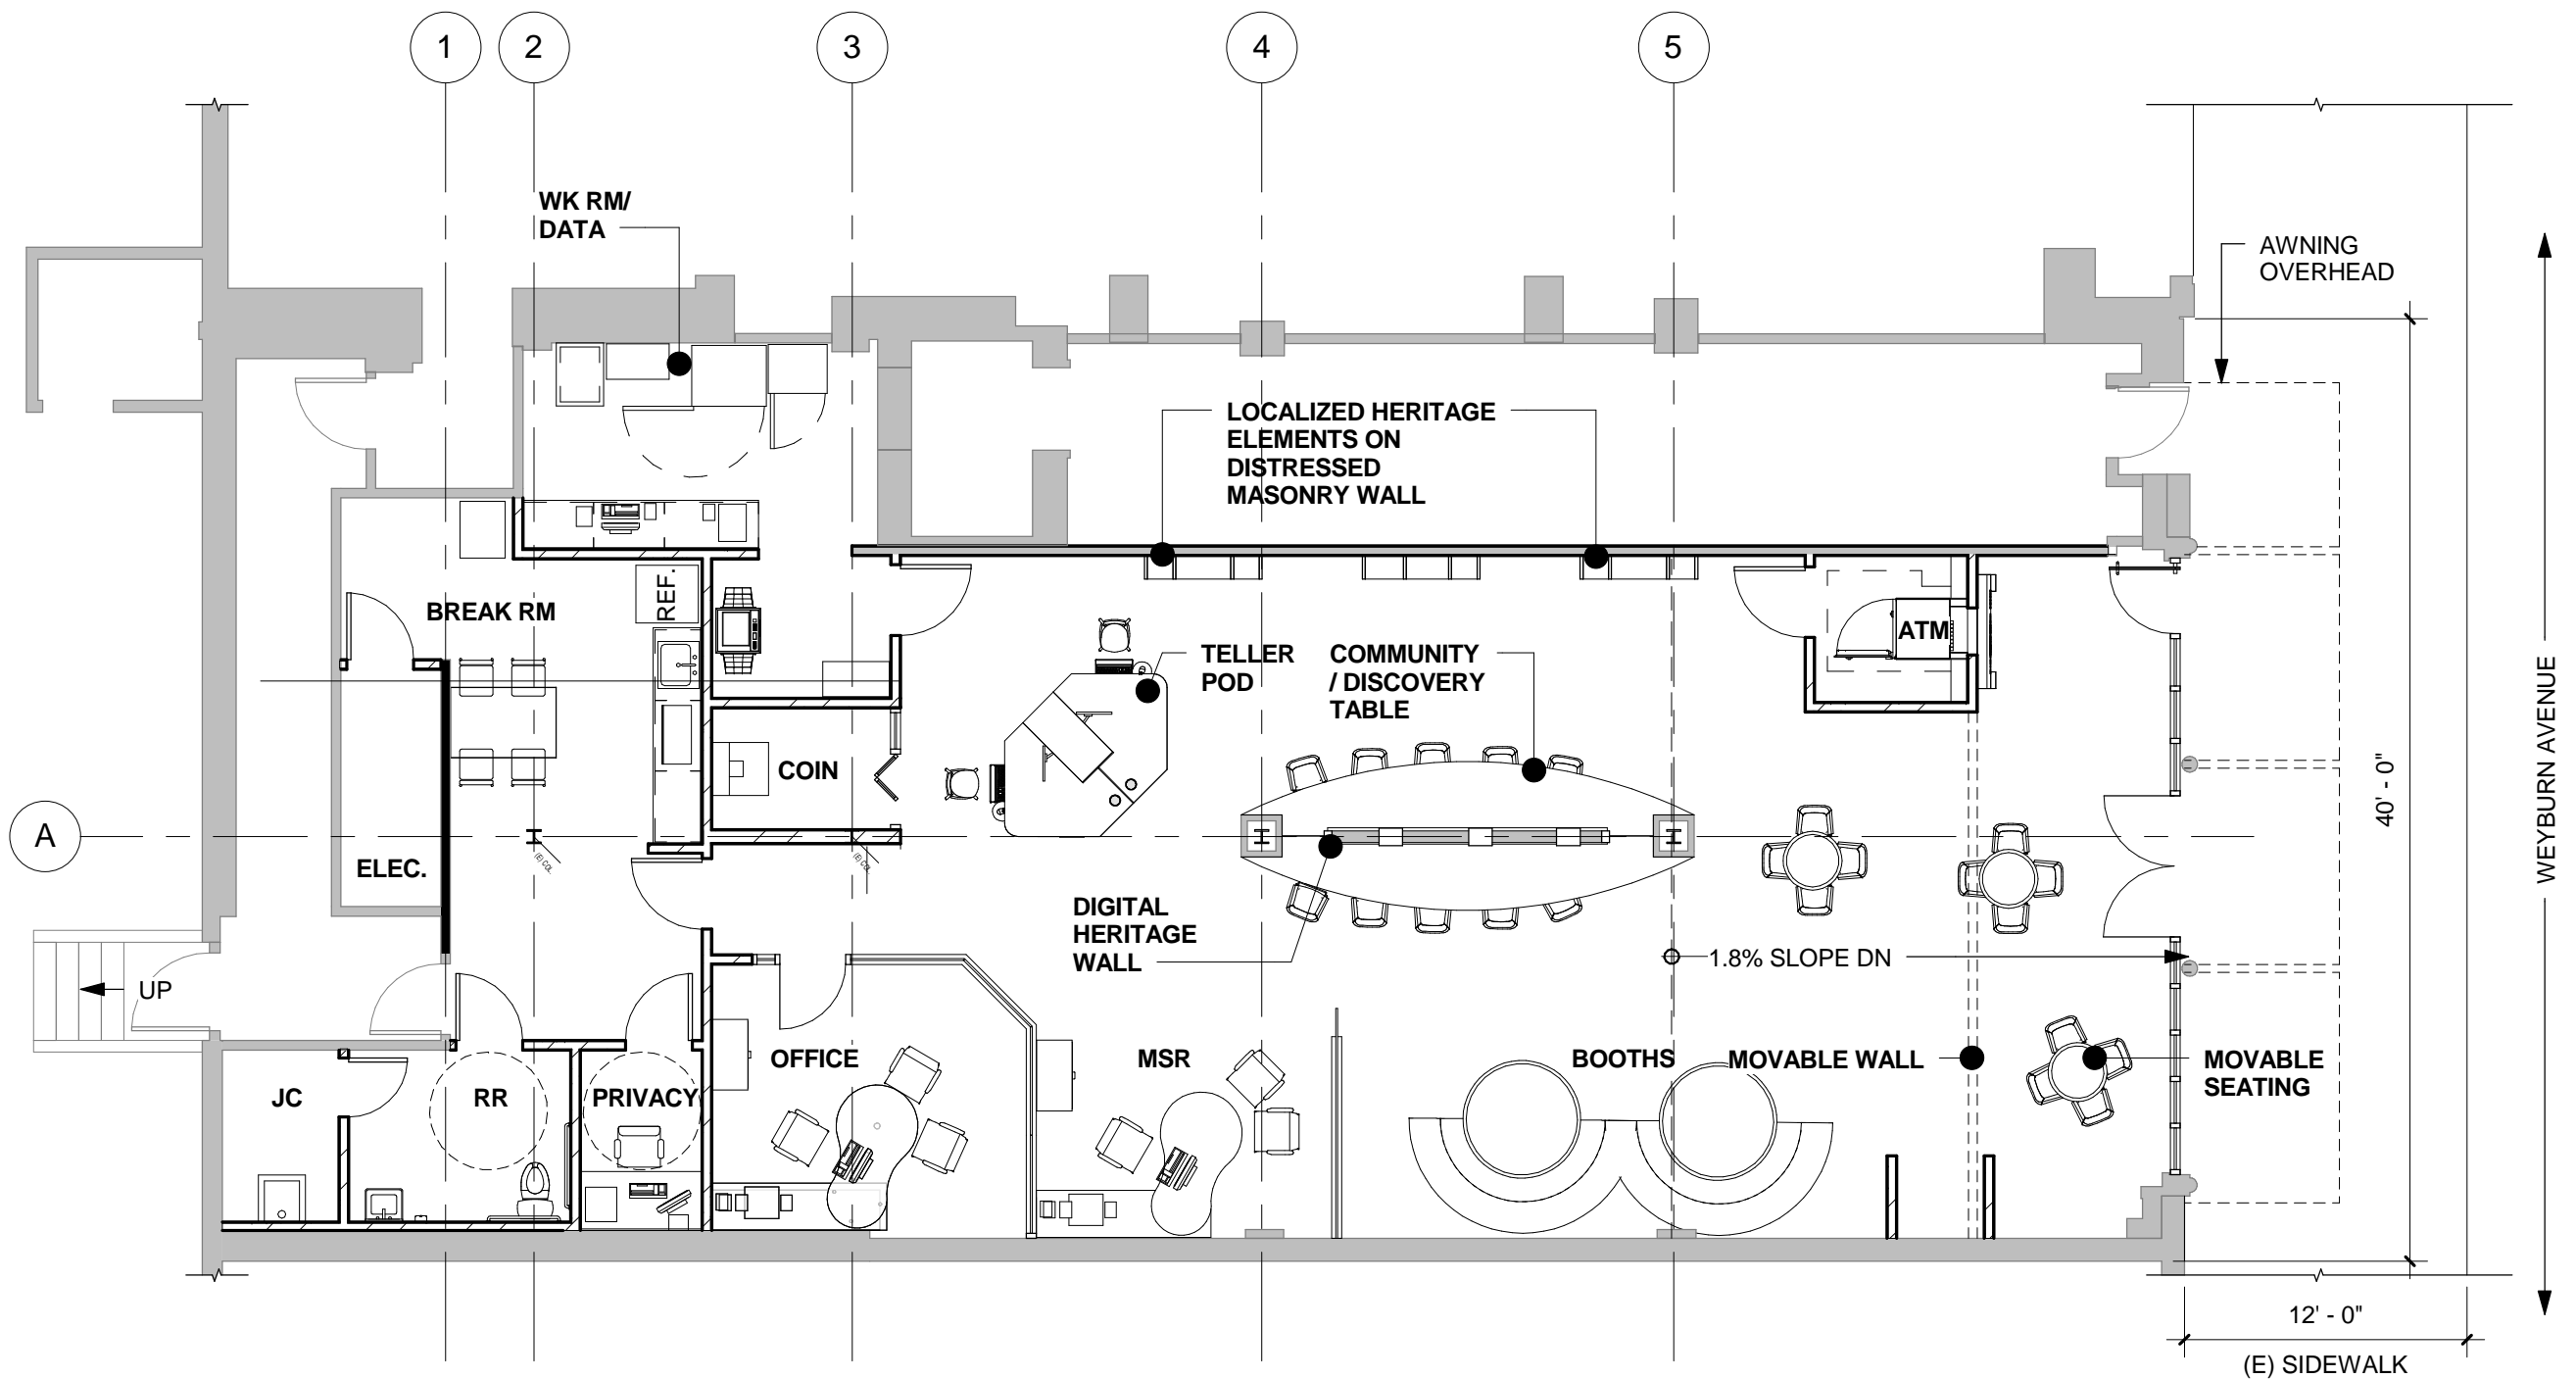 1
2
3
4
5
WK RM/
DATA
AWNING
OVERHEAD
LOCALIZED HERITAGE
ELEMENTS ON
DISTRESSED
MASONRY WALL
REF.
BREAK RM
ATM
TELLER
POD
COMMUNITY
/ DISCOVERY
TABLE
WEYBURN AVENUE
40' - 0"
COIN
A
(E) COL
(E) COL
ELEC.
DIGITAL
HERITAGE
WALL
1.8% SLOPE DN
UP
OFFICE
MSR
BOOTHS
MOVABLE WALL
MOVABLE
SEATING
JC
RR
PRIVACY
12' - 0"
(E) SIDEWALK